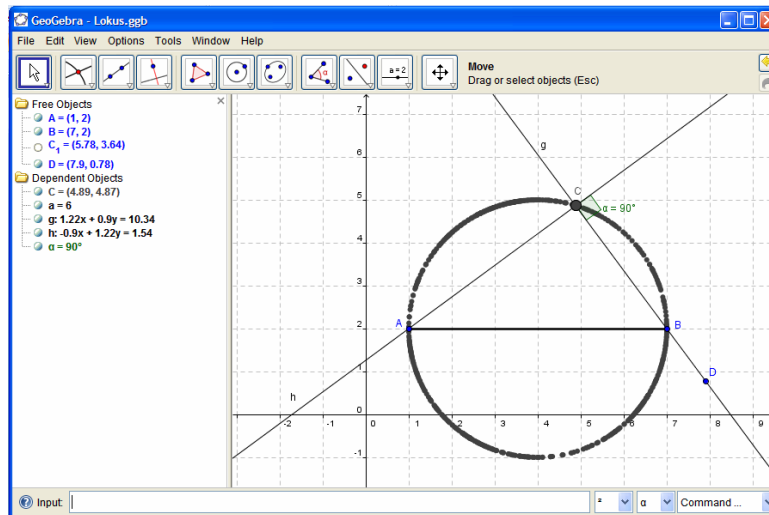 GeoGebra - Lokus.ggb
File Edit View Options Tools Window Help
a = 2
Move
Drag or select objects (Esc)
Free Objects
A = (1, 2)
B = (7, 2)
C1 = (5.78, 3.64)
D = (7.9, 0.78)
Dependent Objects
C = (4.89, 4.87)
a = 6
g: 1.22x + 0.9y = 10.34
h: -0.9x + 1.22y = 1.54
α = 90°
7
g
6
C
5
α = 90°
4
3
A
2
B
1
D
h
0
-2
0
1
2
3
4
5
6
7
8
9
-1
Input:
²
α
Command ...